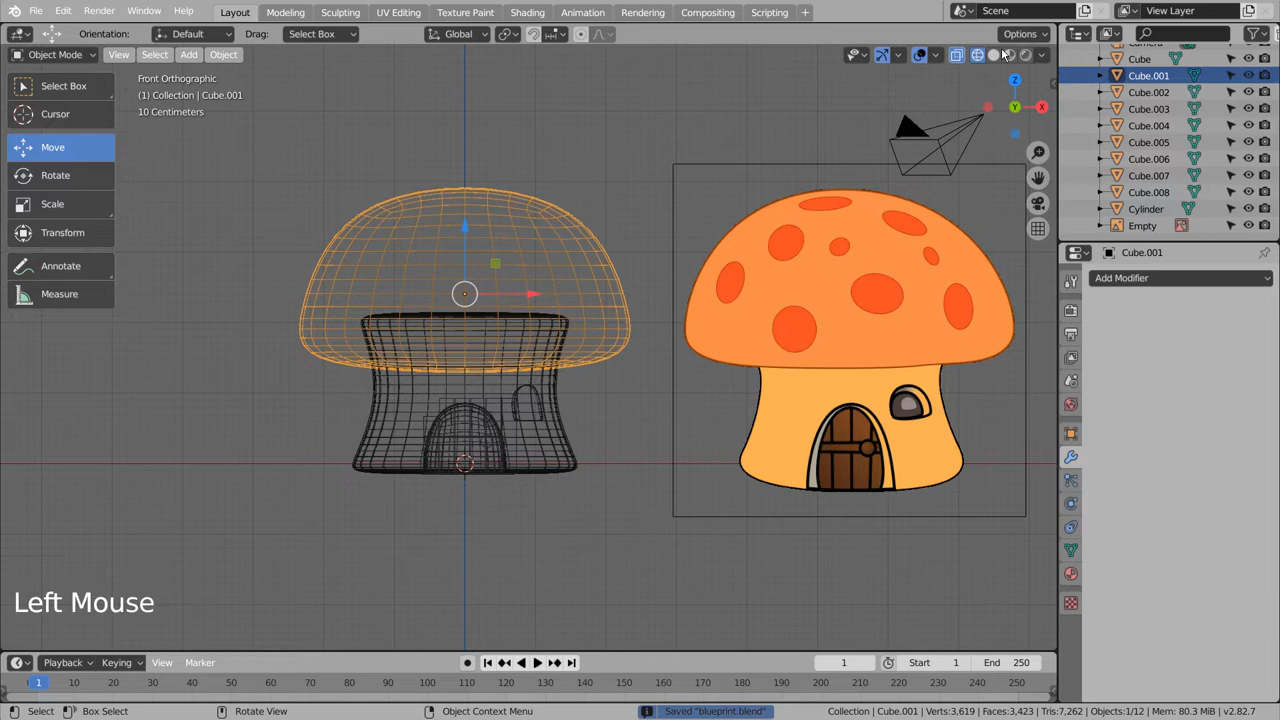 File Edit Render Window Help Layout Modeling Sculpting UV Editing Texture Paint Shading Animation Rendering Compositing Scripting + Scene View Layer
Orientation: Default Drag: Select Box Global Options
Object Mode View Select Add Object
Front Orthographic
(1) Collection | Cube.001
10 Centimeters
Select Box
Cursor
Move
Rotate
Scale
Transform
Annotate
Measure
Z
Y
X
Left Mouse
Camera
Cube
Cube.001
Cube.002
Cube.003
Cube.004
Cube.005
Cube.006
Cube.007
Cube.008
Cylinder
Empty
Cube.001
Add Modifier
Playback Keying View Marker 1 Start 1 End 250
1 10 20 30 40 50 60 70 80 90 100 110 120 130 140 150 160 170 180 190 200 210 220 230 240 250
Select Box Select Rotate View Object Context Menu Saved "blueprint.blend" Collection | Cube.001 | Verts:3,619 | Faces:3,423 | Tris:7,262 | Objects:1/12 | Mem: 80.3 MiB | v2.82.7